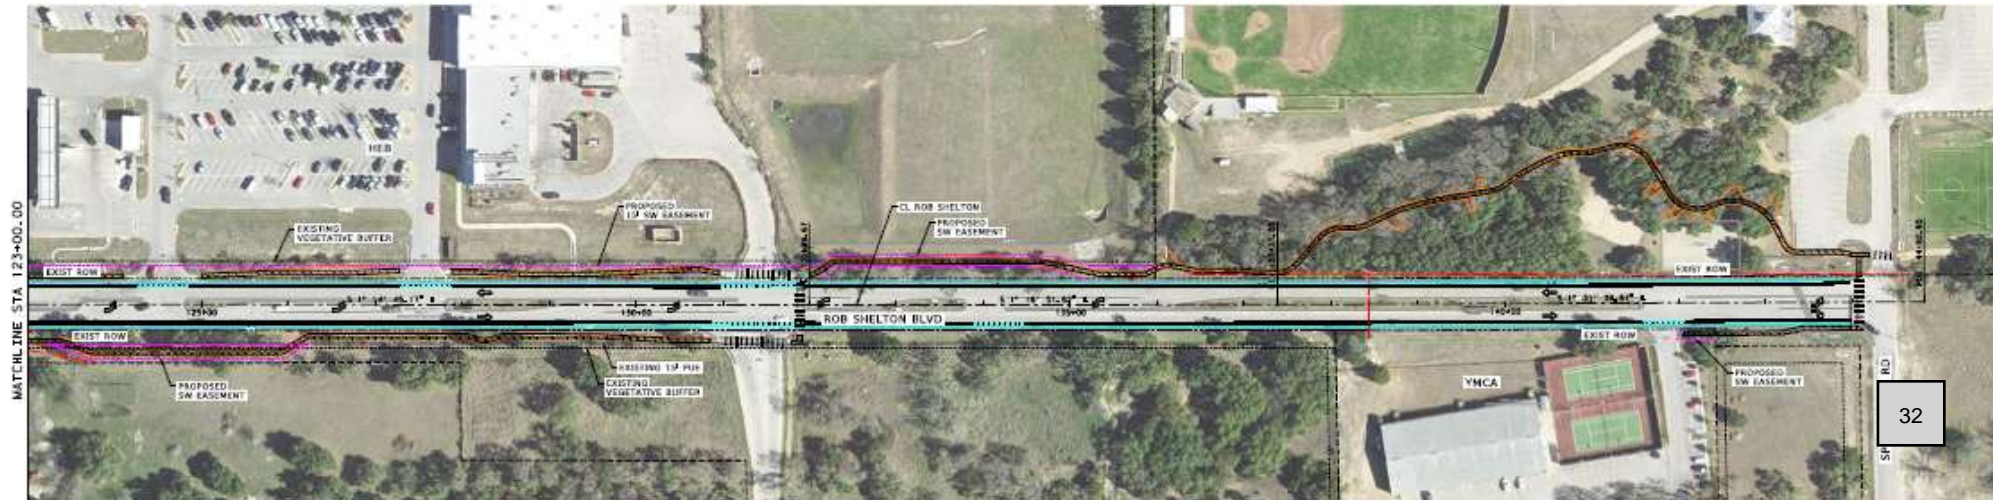 MATCHLINE STA 123+00.00
HEB
EXISTING
VEGETATIVE BUFFER
PROPOSED
15' SW EASEMENT
CL ROB SHELTON
PROPOSED
SW EASEMENT
EXIST ROW
EXIST ROW
125+00
130+00
135+00
140+00
ROB SHELTON BLVD
EXIST ROW
EXIST ROW
PROPOSED
SW EASEMENT
EXISTING 15' PUE
EXISTING
VEGETATIVE BUFFER
YMCA
PROPOSED
SW EASEMENT
SP
RD
32